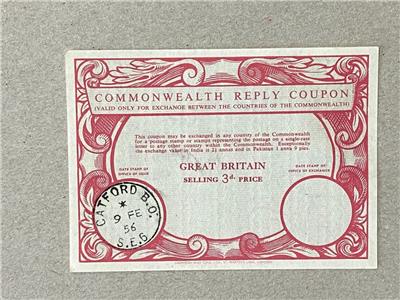 COMMONWEALTH REPLY COUPON
(VALID ONLY FOR EXCHANGE BETWEEN THE COUNTRIES OF THE COMMONWEALTH)
This coupon may be exchanged in any country of the Commonwealth
for a postage stamp or stamps representing the postage on a single-rate
letter to any other country within the Commonwealth. Exceptionally
the exchange value in India is 2½ annas and in Pakistan 1 anna 9 pies.
DATE STAMP OF
OFFICE OF ISSUE
GREAT BRITAIN
SELLING 3d. PRICE
DATE STAMP OF
OFFICE OF EXCHANGE
CATFORD B.O.
*
9 FE
56
S.E.6